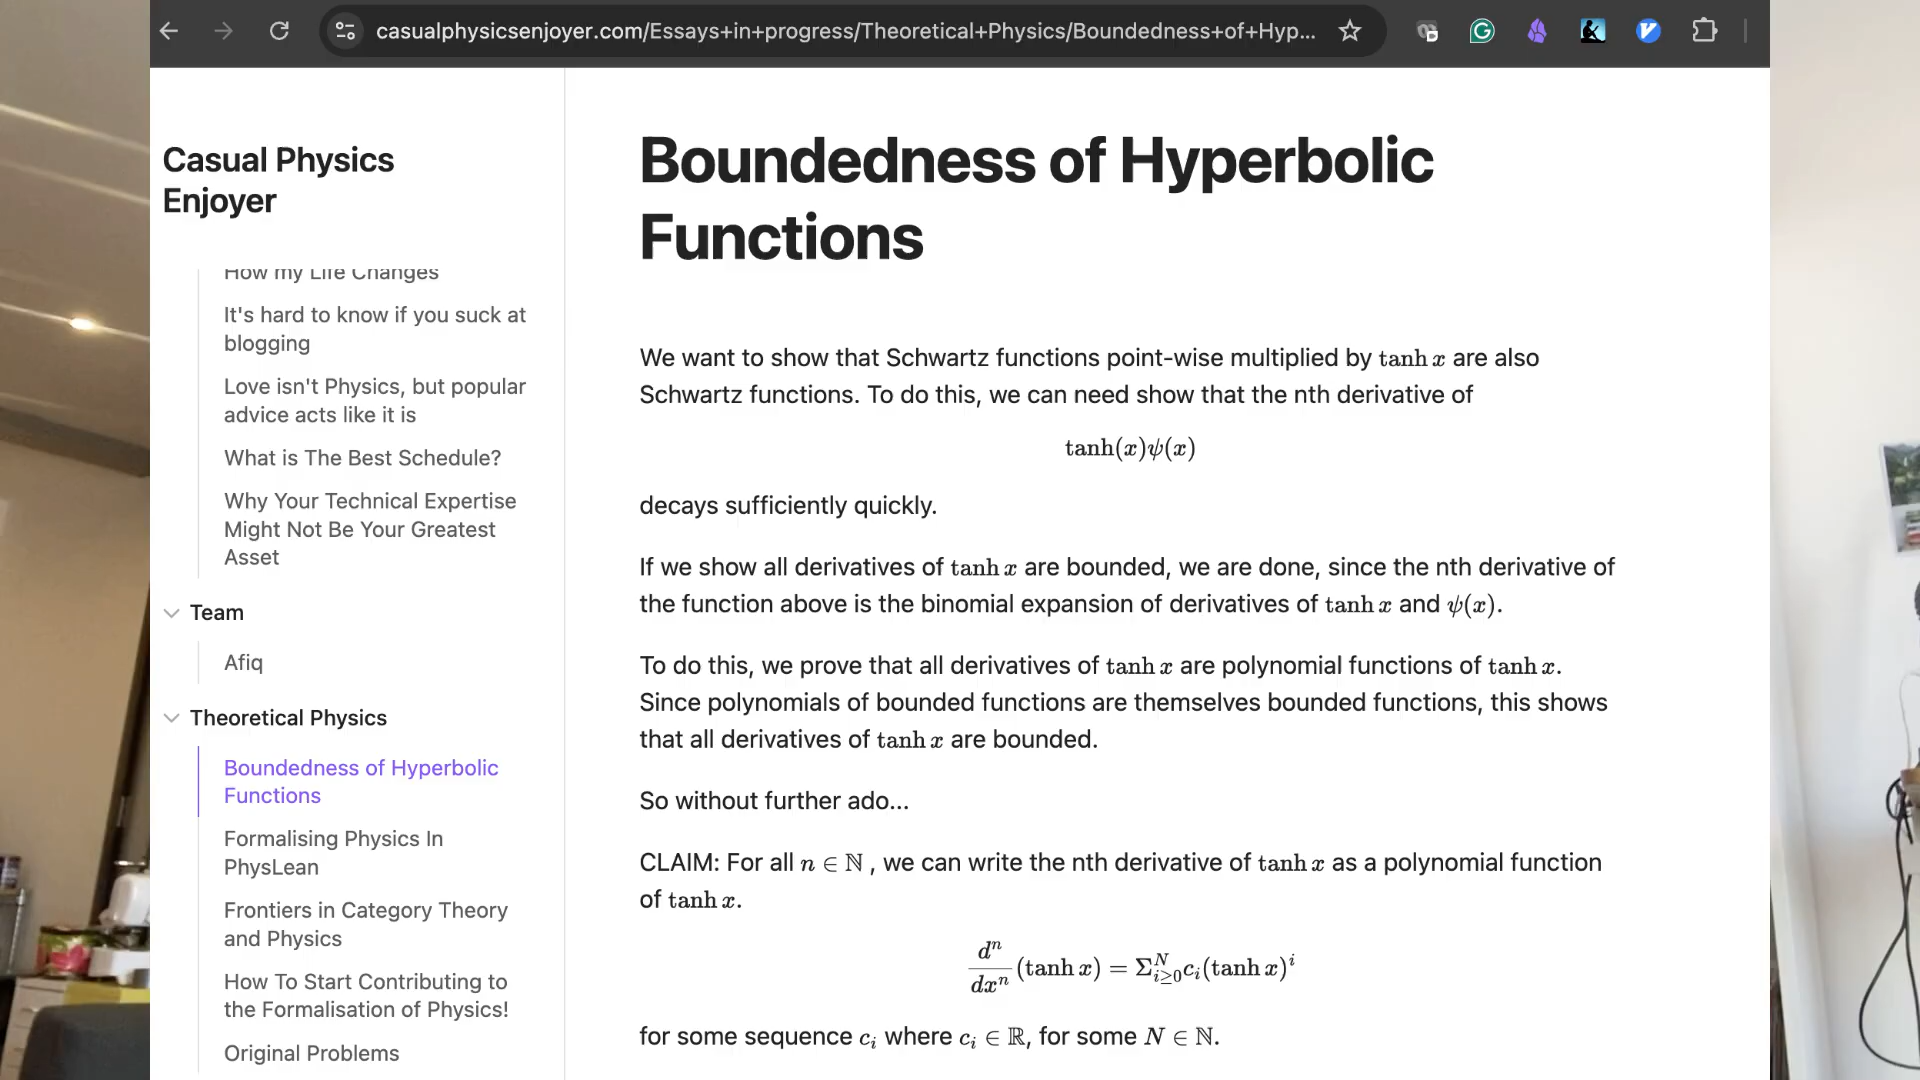 casualphysicsenjoyer.com/Essays+in+progress/Theoretical+Physics/Boundedness+of+Hyp...
Casual Physics
Enjoyer
How my Life Changes
It's hard to know if you suck at
blogging
Love isn't Physics, but popular
advice acts like it is
What is The Best Schedule?
Why Your Technical Expertise
Might Not Be Your Greatest
Asset
Team
Afiq
Theoretical Physics
Boundedness of Hyperbolic
Functions
Formalising Physics In
PhysLean
Frontiers in Category Theory
and Physics
How To Start Contributing to
the Formalisation of Physics!
Original Problems
Boundedness of Hyperbolic
Functions
We want to show that Schwartz functions point-wise multiplied by tanh x are also
Schwartz functions. To do this, we can need show that the nth derivative of
tanh(x)ψ(x)
decays sufficiently quickly.
If we show all derivatives of tanh x are bounded, we are done, since the nth derivative of
the function above is the binomial expansion of derivatives of tanh x and ψ(x).
To do this, we prove that all derivatives of tanh x are polynomial functions of tanh x.
Since polynomials of bounded functions are themselves bounded functions, this shows
that all derivatives of tanh x are bounded.
So without further ado...
CLAIM: For all n ∈ ℕ , we can write the nth derivative of tanh x as a polynomial function
of tanh x.
dⁿ/dxⁿ (tanh x) = Σ_{i≥0}^N c_i (tanh x)^i
for some sequence c_i where c_i ∈ ℝ, for some N ∈ ℕ.